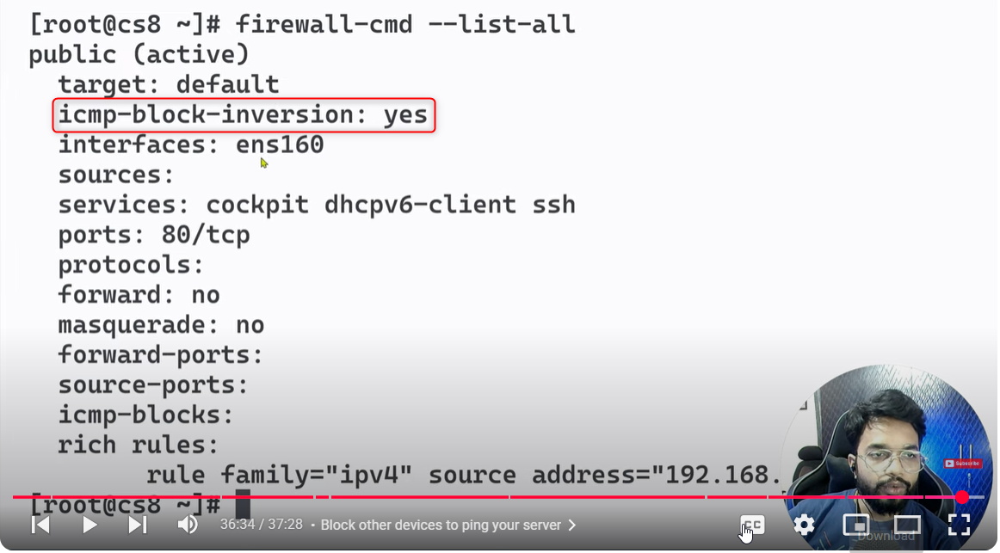 [root@cs8 ~]# firewall-cmd --list-all
public (active)
target: default
icmp-block-inversion: yes
interfaces: ens160
sources:
services: cockpit dhcpv6-client ssh
ports: 80/tcp
protocols:
forward: no
masquerade: no
forward-ports:
source-ports:
icmp-blocks:
rich rules:
rule family="ipv4" source address="192.168.
Subscribe
[root@cs8 ~]#
36:34 / 37:28 • Block other devices to ping your server
CC
Download